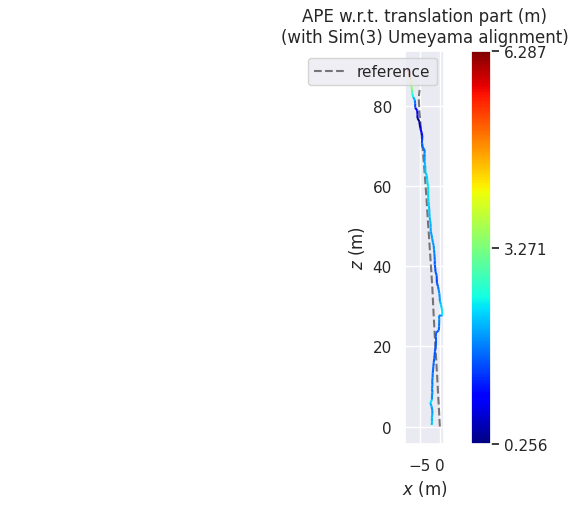 APE w.r.t. translation part (m)
(with Sim(3) Umeyama alignment)
reference
80
60
40
20
0
z (m)
−5 0
x (m)
6.287
3.271
0.256